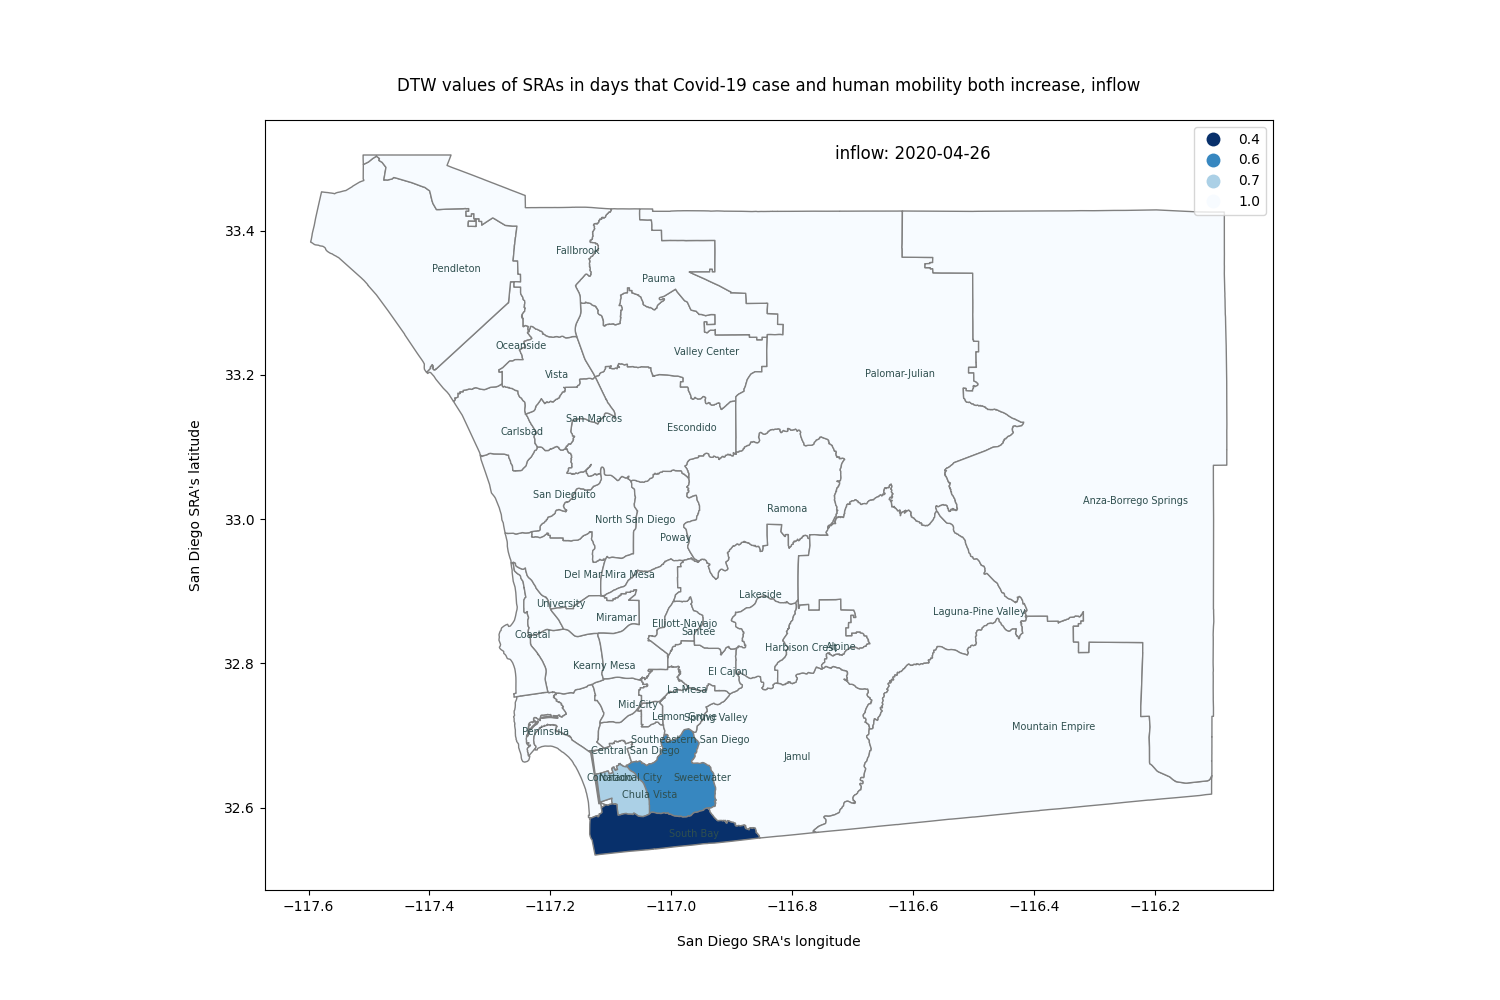 DTW values of SRAs in days that Covid-19 case and human mobility both increase, inflow
inflow: 2020-04-26
0.4
0.6
0.7
1.0
33.4
33.2
33.0
32.8
32.6
San Diego SRA's latitude
Fallbrook
Pendleton
Pauma
Oceanside
Valley Center
Vista
Palomar-Julian
San Marcos
Carlsbad
Escondido
San Dieguito
Anza-Borrego Springs
Ramona
North San Diego
Poway
Del Mar-Mira Mesa
Lakeside
University
Laguna-Pine Valley
Miramar
Elliott-Navajo
Santee
Coastal
Harbison Crest
Alpine
Kearny Mesa
El Cajon
La Mesa
Mid-City
Lemon Grove
Spring Valley
Mountain Empire
Peninsula
Southeastern San Diego
Central San Diego
Jamul
Coronado
National City
Sweetwater
Chula Vista
South Bay
−117.6
−117.4
−117.2
−117.0
−116.8
−116.6
−116.4
−116.2
San Diego SRA's longitude